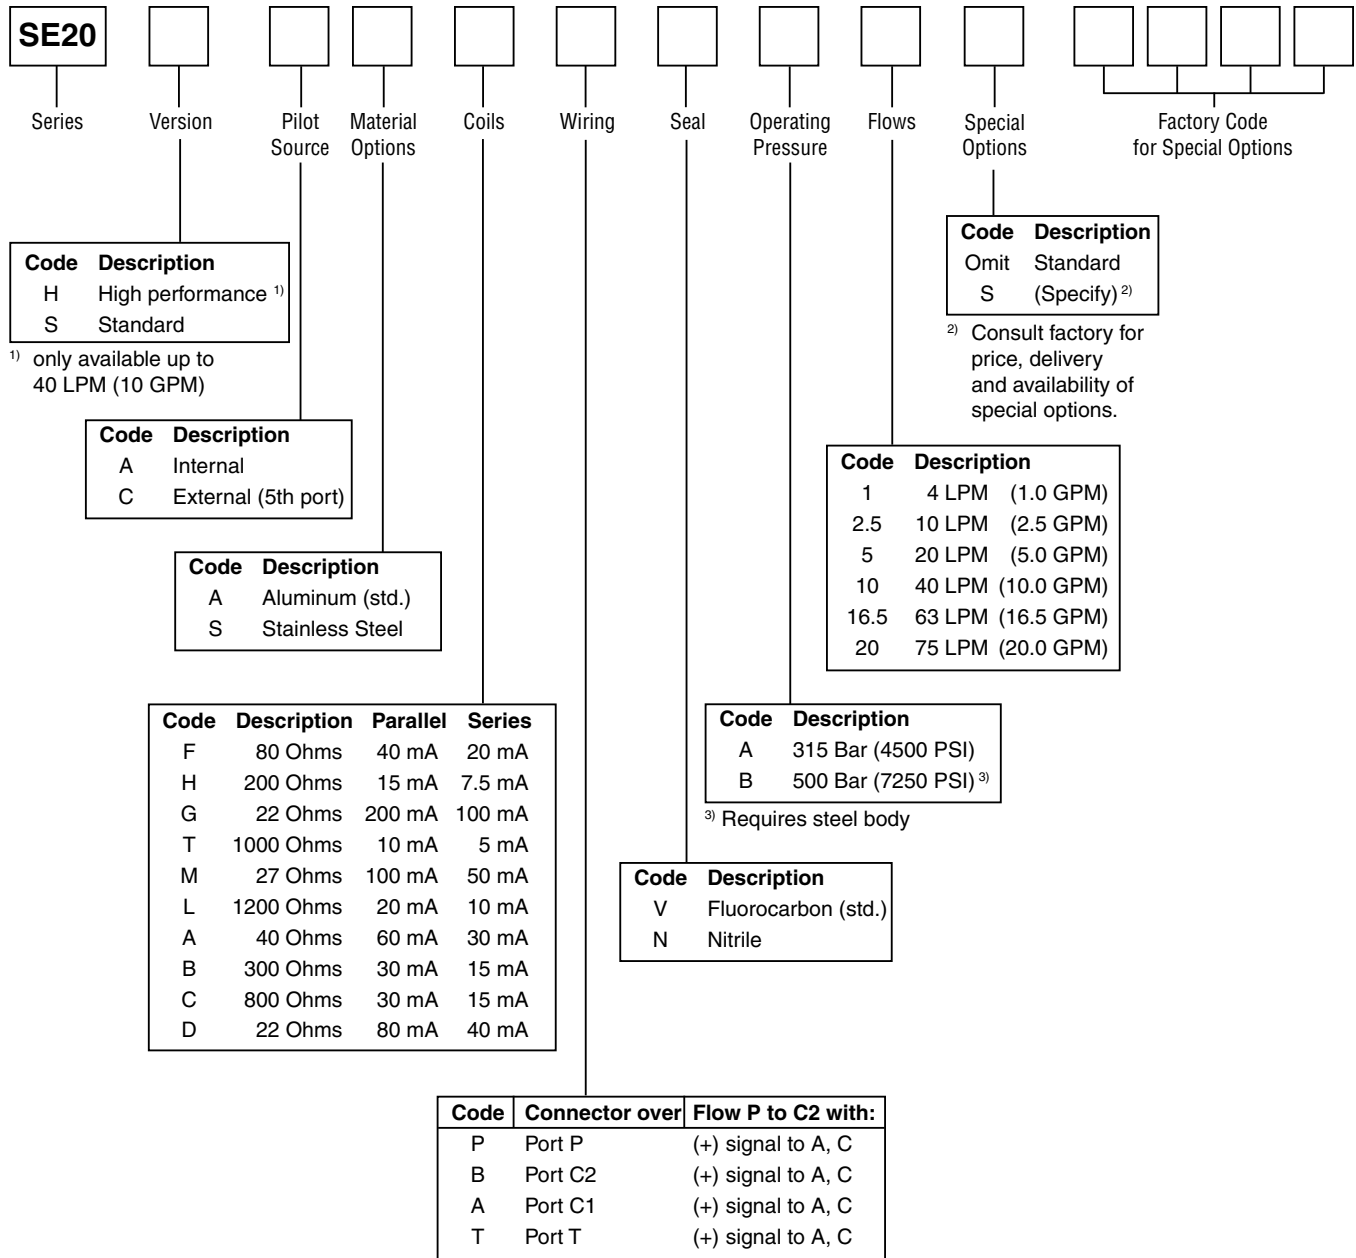 SE20
Series
Version
Pilot
Source
Material
Options
Coils
Wiring
Seal
Operating
Pressure
Flows
Special
Options
Factory Code
for Special Options
Code Description
H High performance 1)
S Standard
1) only available up to
40 LPM (10 GPM)
Code Description
Omit Standard
S (Specify) 2)
2) Consult factory for
price, delivery
and availability of
special options.
Code Description
A Internal
C External (5th port)
Code Description
1 4 LPM (1.0 GPM)
2.5 10 LPM (2.5 GPM)
5 20 LPM (5.0 GPM)
10 40 LPM (10.0 GPM)
16.5 63 LPM (16.5 GPM)
20 75 LPM (20.0 GPM)
Code Description
A Aluminum (std.)
S Stainless Steel
Code Description Parallel Series
F 80 Ohms 40 mA 20 mA
H 200 Ohms 15 mA 7.5 mA
G 22 Ohms 200 mA 100 mA
T 1000 Ohms 10 mA 5 mA
M 27 Ohms 100 mA 50 mA
L 1200 Ohms 20 mA 10 mA
A 40 Ohms 60 mA 30 mA
B 300 Ohms 30 mA 15 mA
C 800 Ohms 30 mA 15 mA
D 22 Ohms 80 mA 40 mA
Code Description
A 315 Bar (4500 PSI)
B 500 Bar (7250 PSI) 3)
3) Requires steel body
Code Description
V Fluorocarbon (std.)
N Nitrile
Code Connector over Flow P to C2 with:
P Port P (+) signal to A, C
B Port C2 (+) signal to A, C
A Port C1 (+) signal to A, C
T Port T (+) signal to A, C